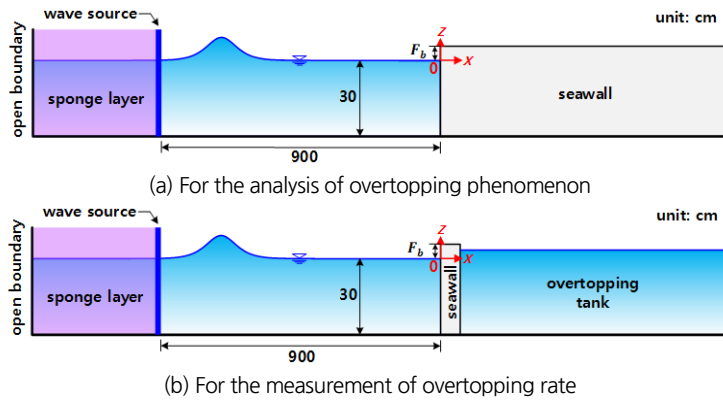 wave source
unit: cm
open boundary
sponge layer
F_b
Z
0
X
30
seawall
900
(a) For the analysis of overtopping phenomenon
wave source
unit: cm
open boundary
sponge layer
F_b
Z
0
X
30
seawall
overtopping
tank
900
(b) For the measurement of overtopping rate